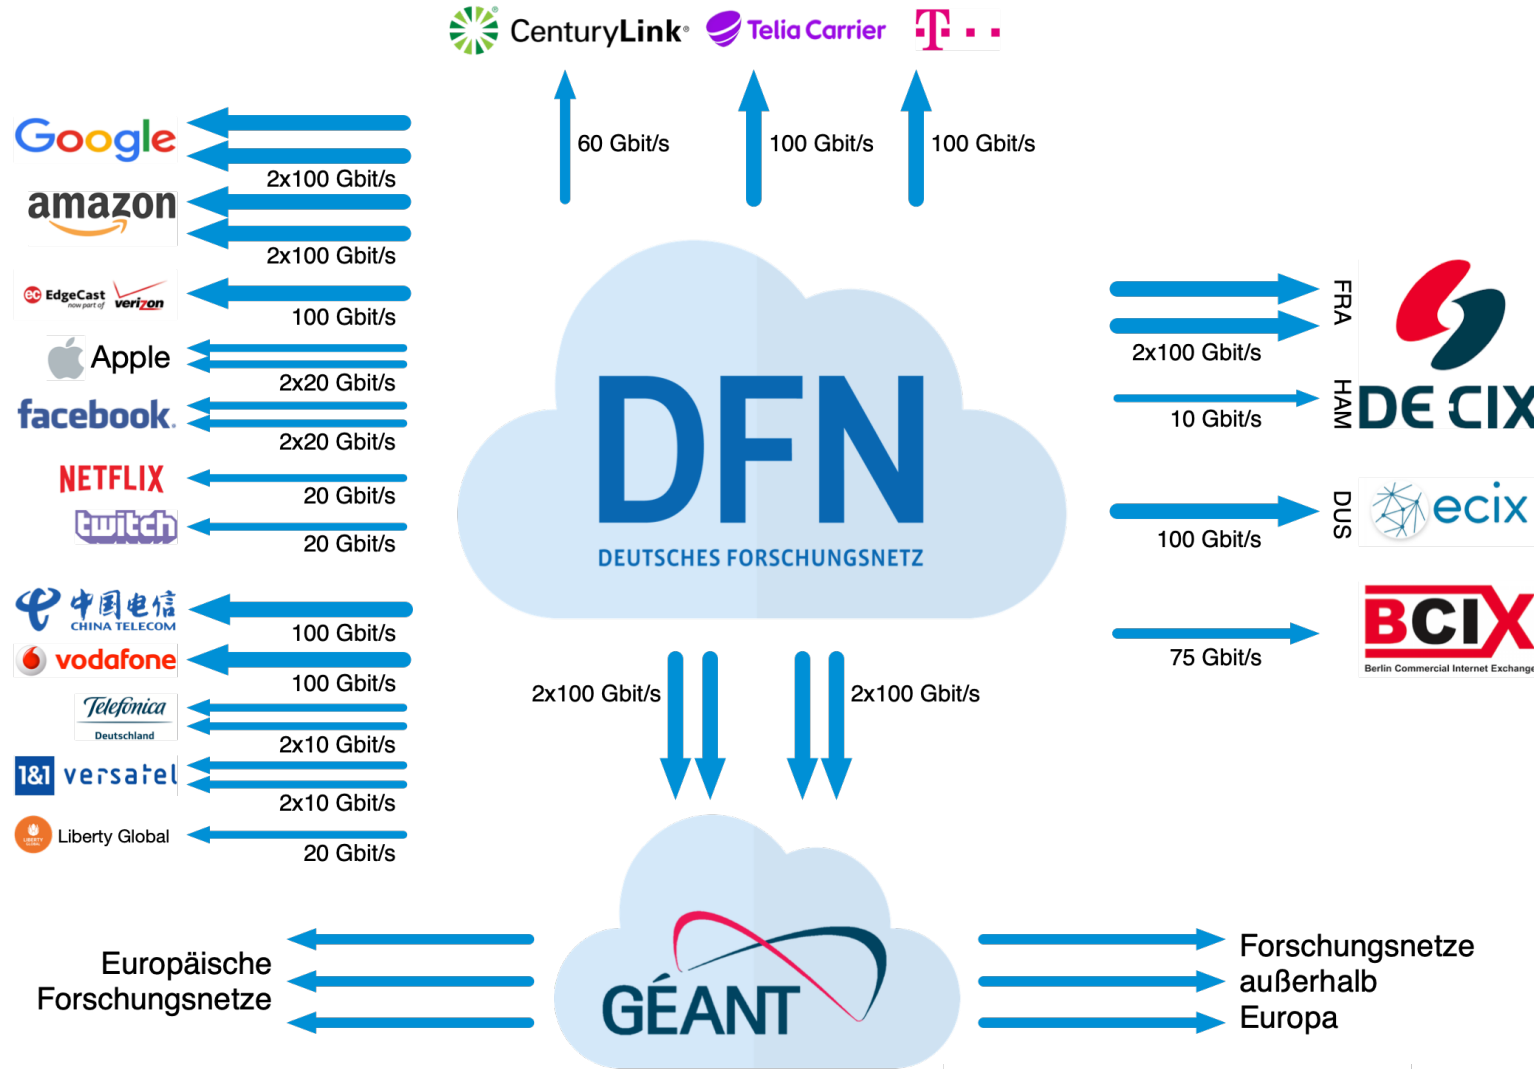 CenturyLink®
Telia Carrier
T
60 Gbit/s
100 Gbit/s
100 Gbit/s
Google
2x100 Gbit/s
amazon
2x100 Gbit/s
ec EdgeCast
now part of
verizon
100 Gbit/s
Apple
2x20 Gbit/s
facebook.
2x20 Gbit/s
NETFLIX
20 Gbit/s
twitch
20 Gbit/s
中国电信
CHINA TELECOM
100 Gbit/s
vodafone
100 Gbit/s
Telefónica
Deutschland
2x10 Gbit/s
1&1 versatel
2x10 Gbit/s
LIBERTY
GLOBAL
Liberty Global
20 Gbit/s
DFN
DEUTSCHES FORSCHUNGSNETZ
FRA
2x100 Gbit/s
HAM
10 Gbit/s
DE CIX
DUS
100 Gbit/s
ecix
75 Gbit/s
BCIX
Berlin Commercial Internet Exchange
2x100 Gbit/s
2x100 Gbit/s
GÉANT
Europäische
Forschungsnetze
Forschungsnetze
außerhalb
Europa